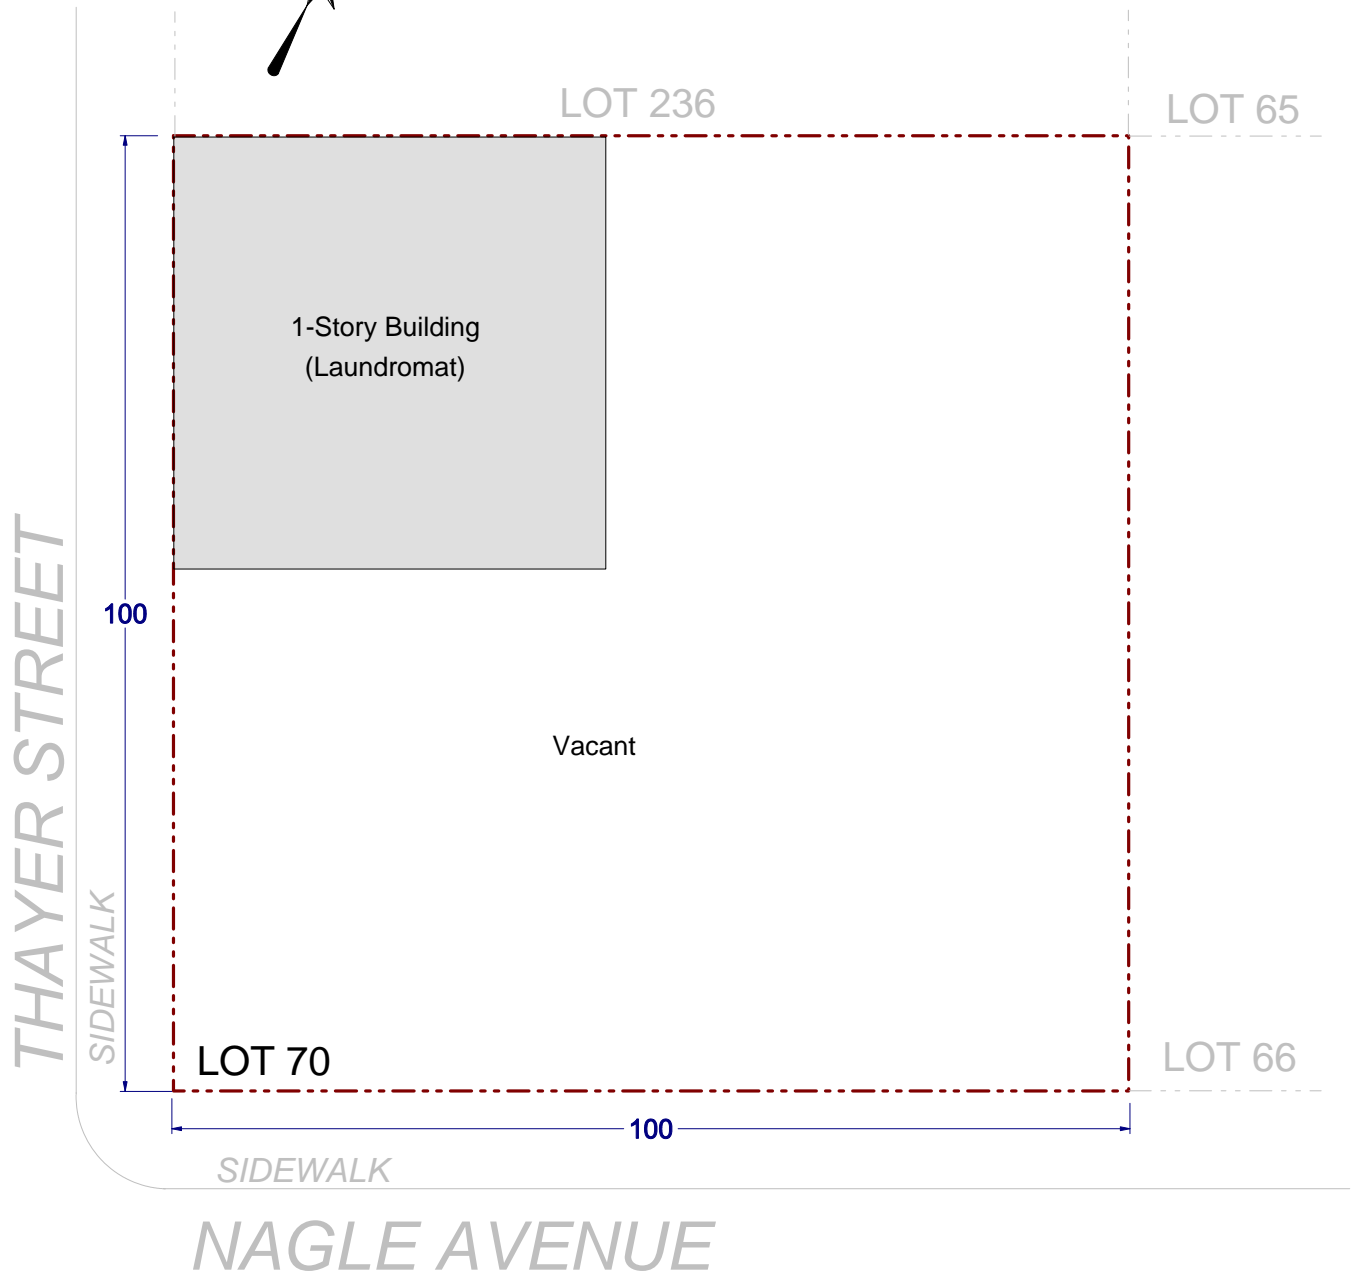 LOT 236
LOT 65
1-Story Building
(Laundromat)
THAYER STREET
100
Vacant
SIDEWALK
LOT 70
LOT 66
100
SIDEWALK
NAGLE AVENUE